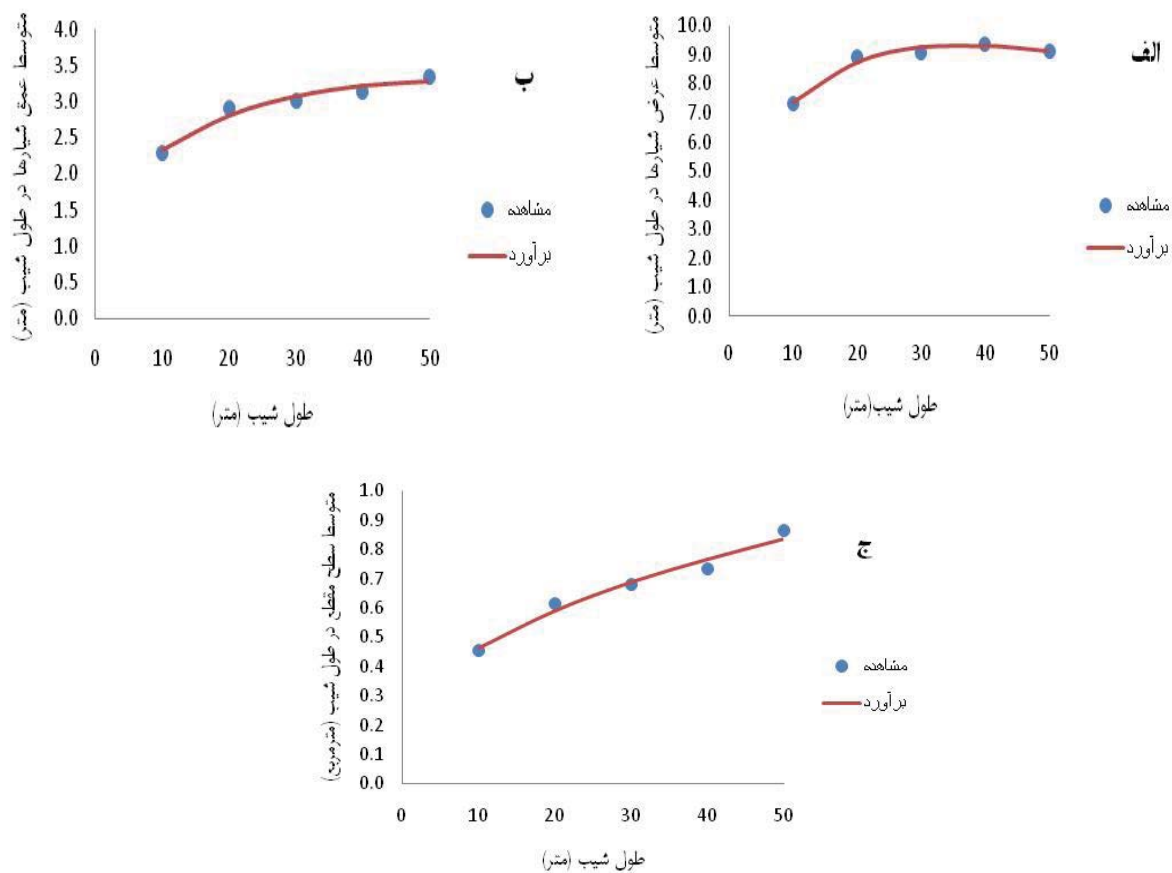 الف
متوسط عرض شیارها در طول شیب (متر)
10.0
9.0
8.0
7.0
6.0
5.0
4.0
3.0
2.0
1.0
0.0
0 10 20 30 40 50
طول شیب(متر)
مشاهده
برآورد
ب
متوسط عمق شیارها در طول شیب (متر)
4.0
3.5
3.0
2.5
2.0
1.5
1.0
0.5
0.0
0 10 20 30 40 50
طول شیب (متر)
مشاهده
برآورد
ج
متوسط سطح مقطع در طول شیب (مترمربع)
1.0
0.9
0.8
0.7
0.6
0.5
0.4
0.3
0.2
0.1
0.0
0 10 20 30 40 50
طول شیب (متر)
مشاهده
برآورد